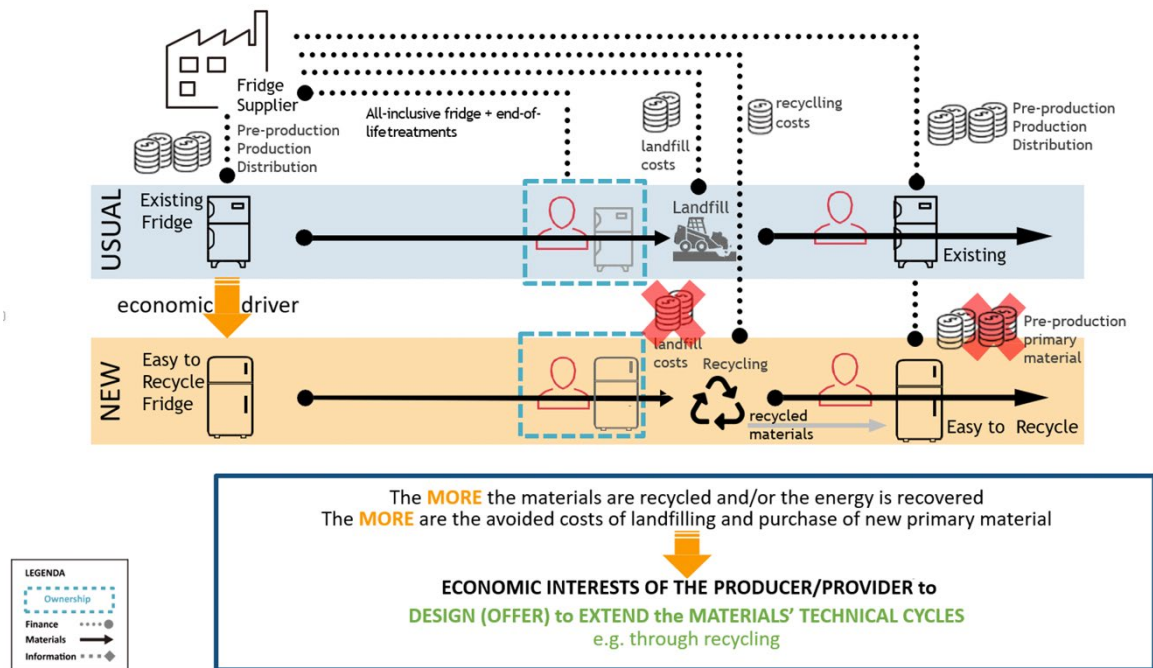 Fridge
Supplier
Pre-production
Production
Distribution
All-inclusive fridge + end-of-
life treatments
landfill
costs
recyclling
costs
Pre-production
Production
Distribution
USUAL
Existing
Fridge
Landfill
Existing
economic driver
}
landfill
costs
Pre-production
primary
material
NEW
Easy to
Recycle
Fridge
Recycling
recycled
materials
Easy to Recycle
The MORE the materials are recycled and/or the energy is recovered
The MORE are the avoided costs of landfilling and purchase of new primary material
ECONOMIC INTERESTS OF THE PRODUCER/PROVIDER to
DESIGN (OFFER) to EXTEND the MATERIALS’ TECHNICAL CYCLES
e.g. through recycling
LEGENDA
Ownership
Finance
Materials
Information